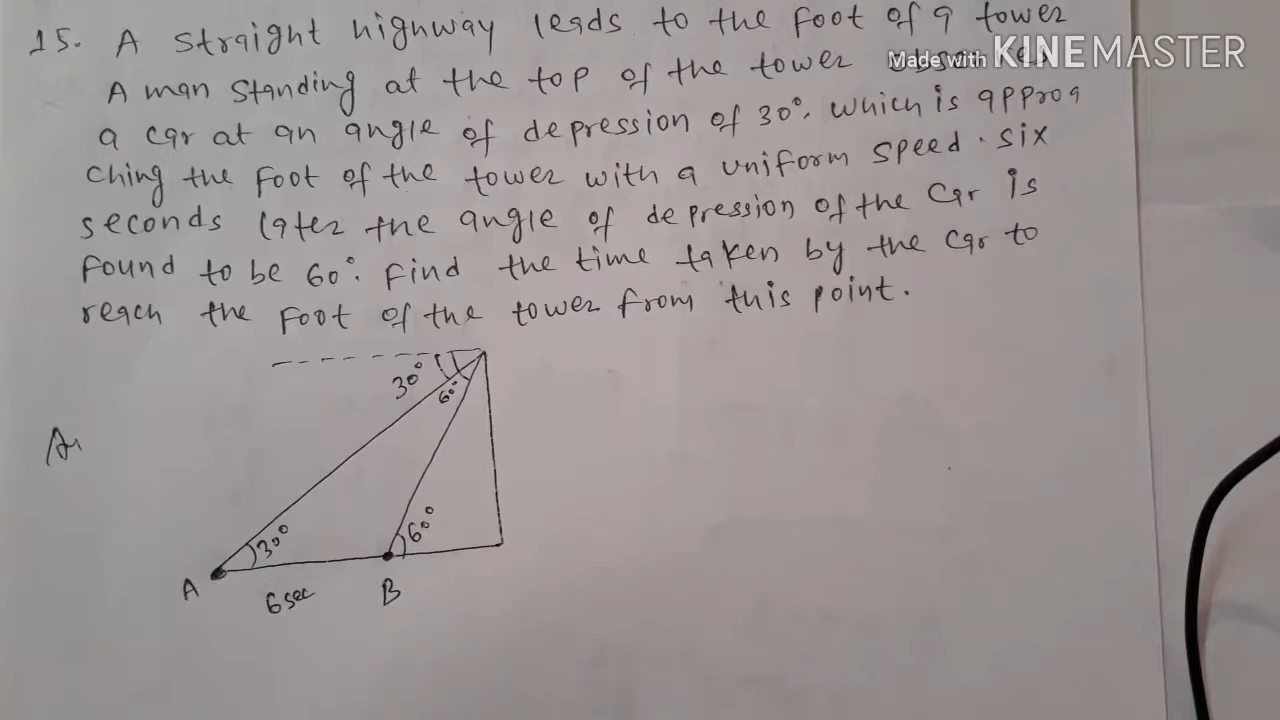 15. A straight highway leads to the foot of a tower
A man standing at the top of the tower
Made with KINEMASTER
a car at an angle of depression of 30°. which is approa
ching the foot of the tower with a uniform speed. six
seconds later the angle of depression of the car is
found to be 60°. Find the time taken by the car to
reach the foot of the tower from this point.
30°
60°
30°
60°
A
6 sec
B